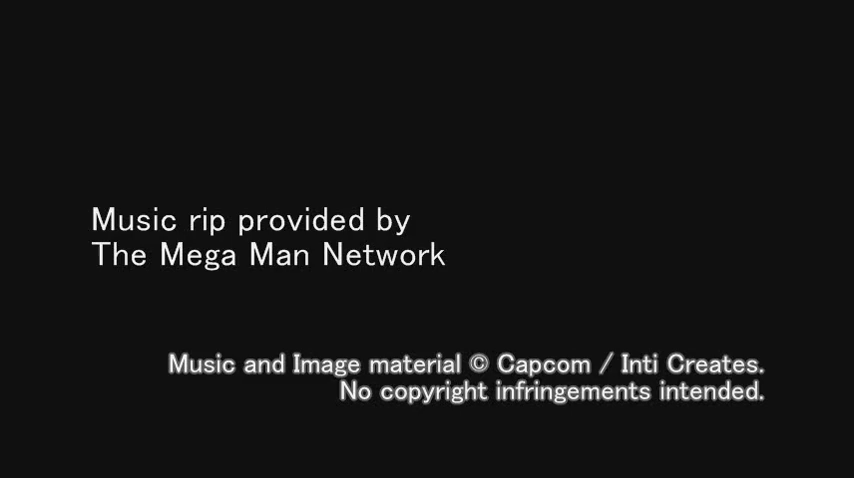 Music rip provided by
The Mega Man Network
Music and Image material © Capcom / Inti Creates.
No copyright infringements intended.